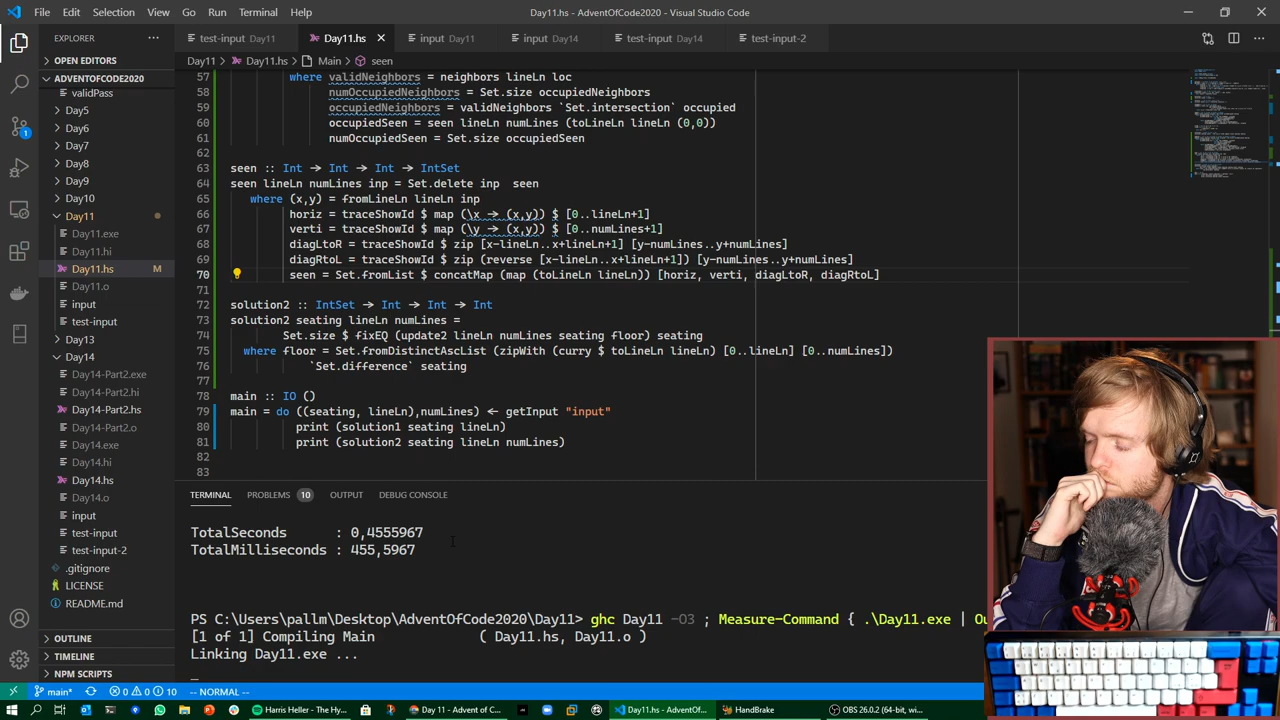 File Edit Selection View Go Run Terminal Help
Day11.hs - AdventOfCode2020 - Visual Studio Code
EXPLORER
OPEN EDITORS
ADVENTOFCODE2020
validPass
Day5
Day6
Day7
Day8
Day9
Day10
Day11
Day11.exe
Day11.hi
Day11.hs M
Day11.o
input
test-input
Day13
Day14
Day14-Part2.exe
Day14-Part2.hi
Day14-Part2.hs
Day14-Part2.o
Day14.exe
Day14.hi
Day14.hs
Day14.o
input
test-input
test-input-2
.gitignore
LICENSE
README.md
OUTLINE
TIMELINE
NPM SCRIPTS
test-input Day11 Day11.hs input Day11 input Day14 test-input Day14 test-input-2
Day11 > Day11.hs > Main > seen
57 where validNeighbors = neighbors lineLn loc
58 numOccupiedNeighbors = Set.size occupiedNeighbors
59 occupiedNeighbors = validNeighbors `Set.intersection` occupied
60 occupiedSeen = seen lineLn numLines (toLineLn lineLn (0,0))
61 numOccupiedSeen = Set.size occupiedSeen
62
63 seen :: Int → Int → Int → IntSet
64 seen lineLn numLines inp = Set.delete inp seen
65 where (x,y) = fromLineLn lineLn inp
66 horiz = traceShowId $ map (\x → (x,y)) $ [0..lineLn+1]
67 verti = traceShowId $ map (\y → (x,y)) $ [0..numLines+1]
68 diagLtoR = traceShowId $ zip [x-lineLn..x+lineLn+1] [y-numLines..y+numLines]
69 diagRtoL = traceShowId $ zip (reverse [x-lineLn..x+lineLn+1]) [y-numLines..y+numLines]
70 seen = Set.fromList $ concatMap (map (toLineLn lineLn)) [horiz, verti, diagLtoR, diagRtoL]
71
72 solution2 :: IntSet → Int → Int → Int
73 solution2 seating lineLn numLines =
74 Set.size $ fixEQ (update2 lineLn numLines seating floor) seating
75 where floor = Set.fromDistinctAscList (zipWith (curry $ toLineLn lineLn) [0..lineLn] [0..numLines])
76 `Set.difference` seating
77
78 main :: IO ()
79 main = do ((seating, lineLn),numLines) ← getInput "input"
80 print (solution1 seating lineLn)
81 print (solution2 seating lineLn numLines)
82
83
TERMINAL PROBLEMS 10 OUTPUT DEBUG CONSOLE
TotalSeconds : 0,4555967
TotalMilliseconds : 455,5967
PS C:\Users\pallm\Desktop\AdventOfCode2020\Day11> ghc Day11 -O3 ; Measure-Command { .\Day11.exe | Ou
[1 of 1] Compiling Main ( Day11.hs, Day11.o )
Linking Day11.exe ...
main* 0 0 10 -- NORMAL --
Harris Heller - The Hy... Day 11 - Advent of C... Day11.hs - AdventOf... HandBrake OBS 26.0.2 (64-bit, w...